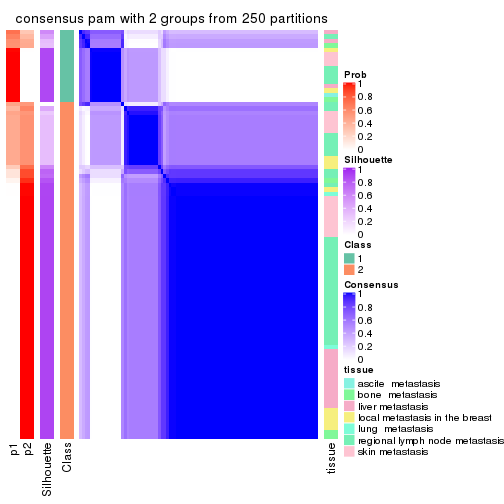 consensus pam with 2 groups from 250 partitions
Prob
1
0.8
0.6
0.4
0.2
0
Silhouette
1
0.8
0.6
0.4
0.2
0
Class
1
2
Consensus
1
0.8
0.6
0.4
0.2
0
tissue
ascite metastasis
bone metastasis
liver metastasis
local metastasis in the breast
lung metastasis
regional lymph node metastasis
skin metastasis
p1
p2
Silhouette
Class
tissue